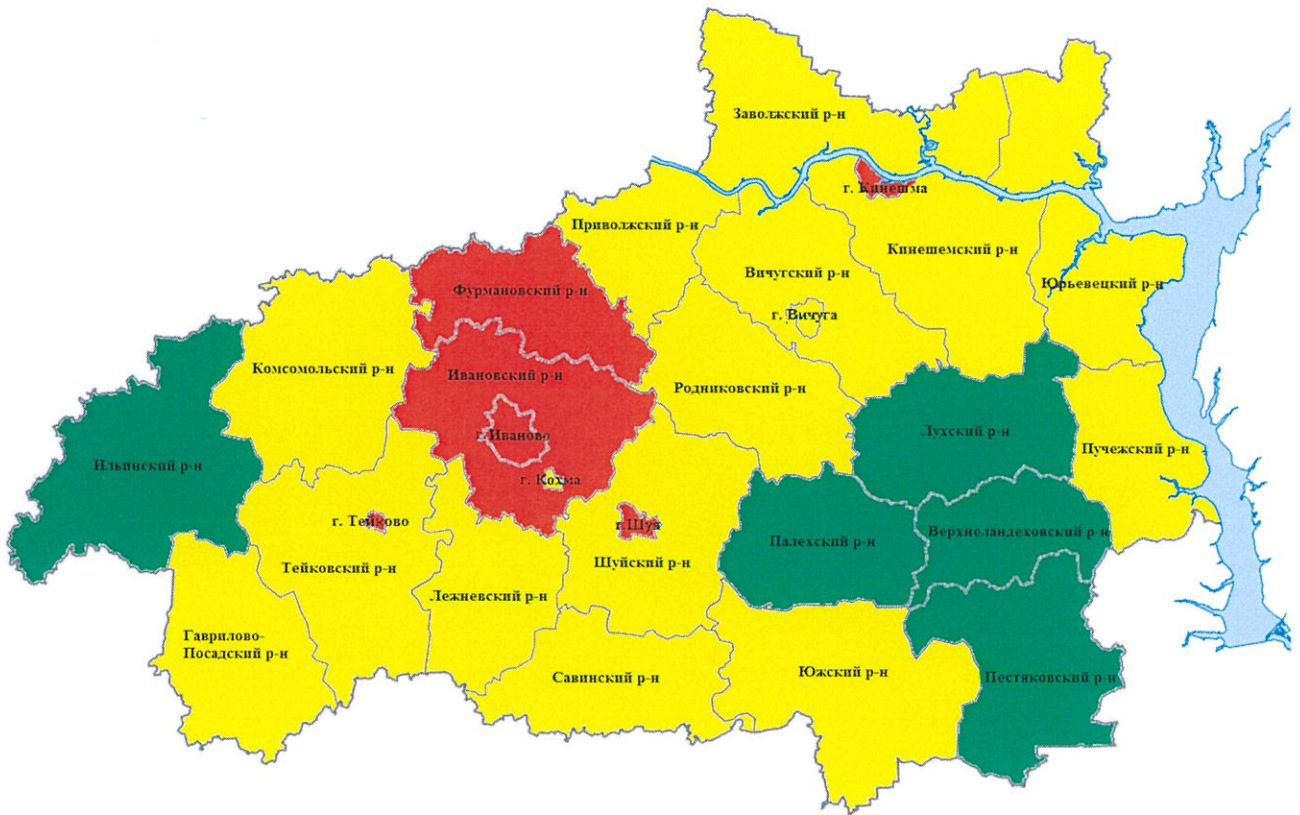 Заволжский р-н
г. Кинешма
Приволжский р-н
Кинешемский р-н
Вичугский р-н
Юрьевецкий р-н
Фурмановский р-н
г. Вичуга
Комсомольский р-н
Ивановский р-н
Родниковский р-н
г. Иваново
Лухский р-н
Пучежский р-н
Ильинский р-н
г. Кохма
г. Тейково
г. Шуя
Верхнеландеховский р-н
Палехский р-н
Шуйский р-н
Тейковский р-н
Лежневский р-н
Гаврилово-
Посадский р-н
Савинский р-н
Южский р-н
Пестяковский р-н